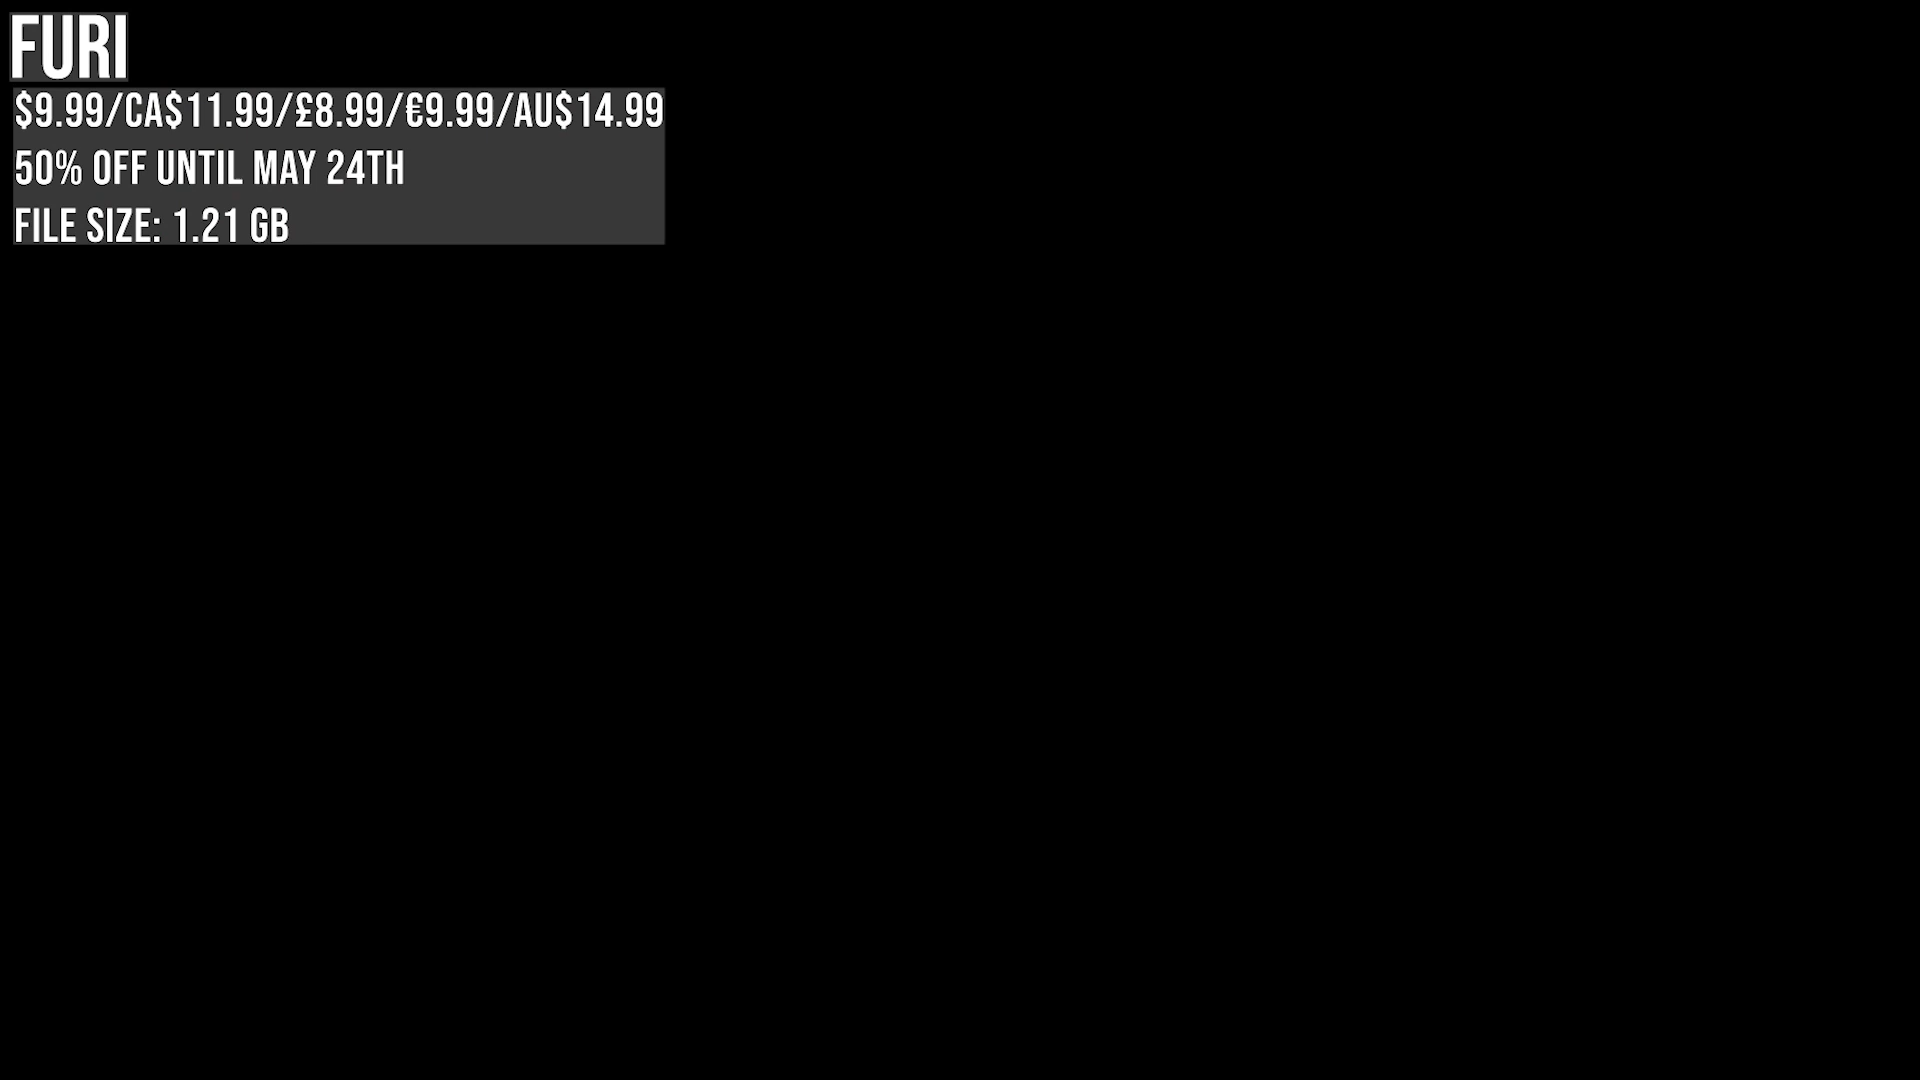 FURI
$9.99/CA$11.99/£8.99/€9.99/AU$14.99
50% OFF UNTIL MAY 24TH
FILE SIZE: 1.21 GB